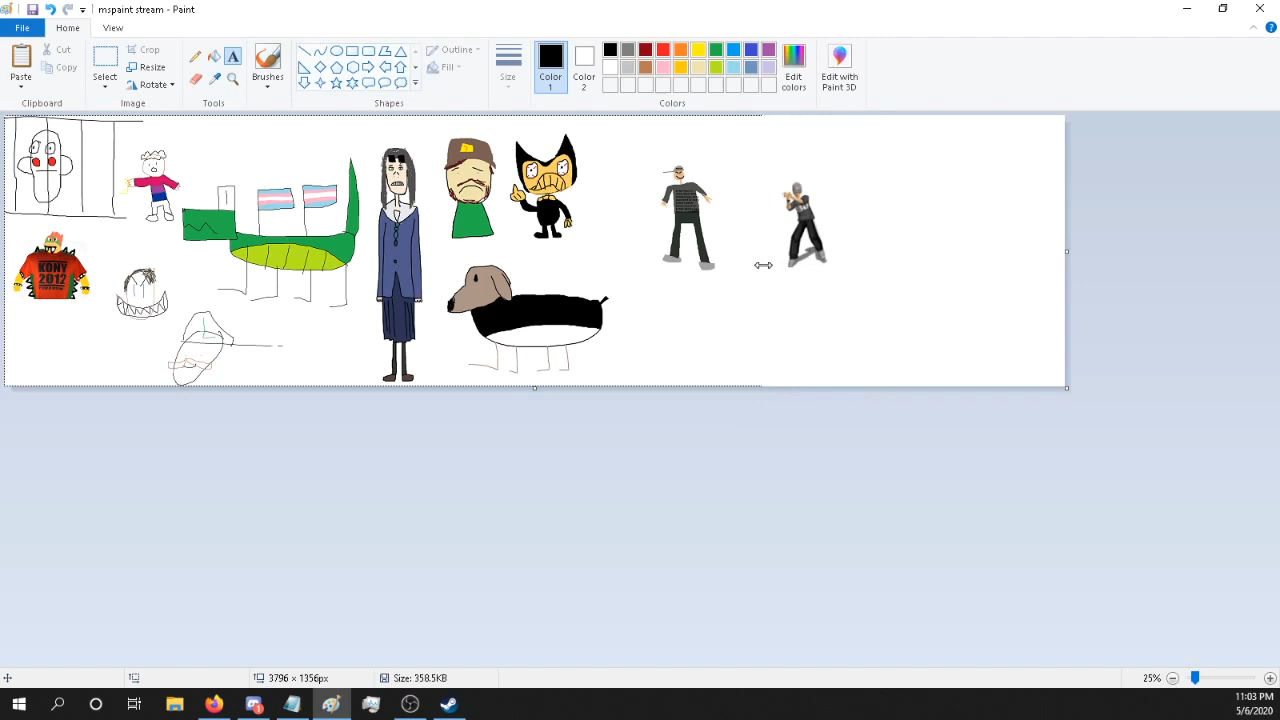 mspaint stream - Paint
File
Home
View
Paste
Cut
Copy
Clipboard
Select
Crop
Resize
Rotate
Image
A
Tools
Brushes
Shapes
Outline
Fill
Size
Color
1
Color
2
Edit
colors
Colors
Edit with
Paint 3D
KONY
2012
3796 × 1356px
Size: 358.5KB
25%
11:03 PM
5/6/2020